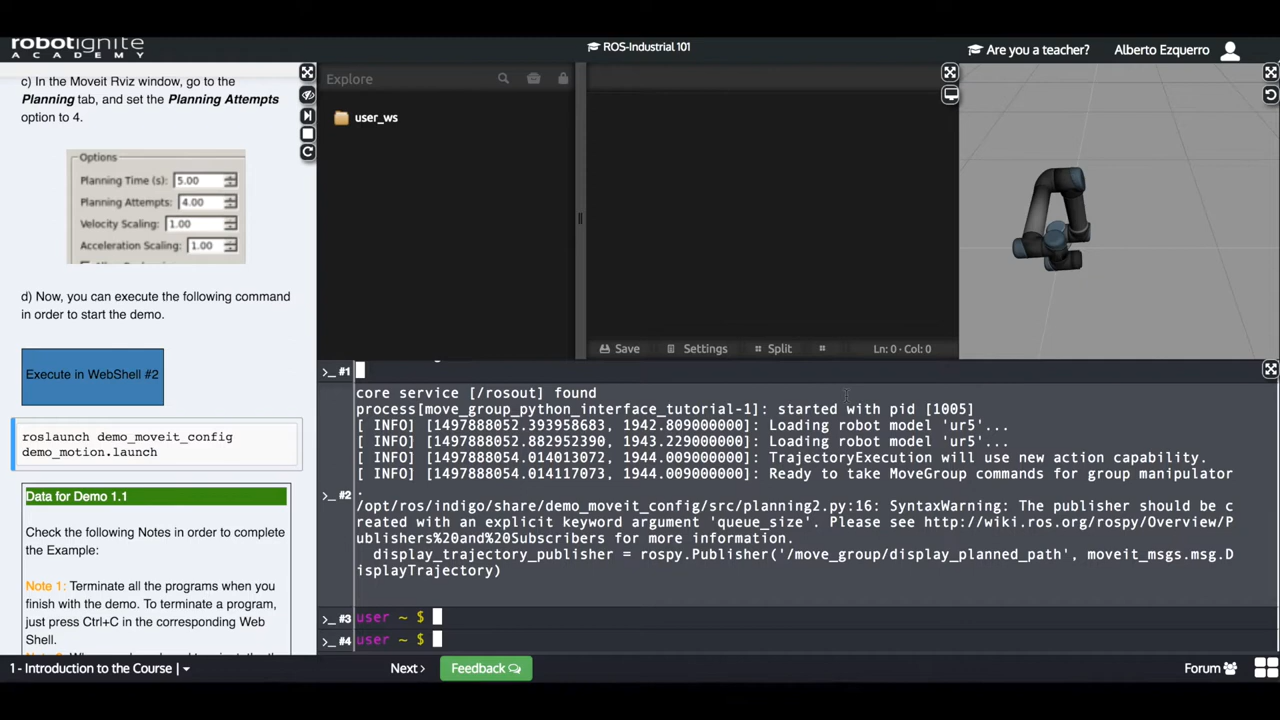 robotignite
ACADEMY
ROS-Industrial 101
Are you a teacher?
Alberto Ezquerro
c) In the Moveit Rviz window, go to the
Planning tab, and set the Planning Attempts
option to 4.
Options
Planning Time (s): 5.00
Planning Attempts: 4.00
Velocity Scaling: 1.00
Acceleration Scaling: 1.00
d) Now, you can execute the following command
in order to start the demo.
Execute in WebShell #2
roslaunch demo_moveit_config
demo_motion.launch
Data for Demo 1.1
Check the following Notes in order to complete
the Example:
Note 1: Terminate all the programs when you
finish with the demo. To terminate a program,
just press Ctrl+C in the corresponding Web
Shell.
Explore
user_ws
Save
Settings
Split
Ln: 0 · Col: 0
>_ #1
core service [/rosout] found
process[move_group_python_interface_tutorial-1]: started with pid [1005]
[ INFO] [1497888052.393958683, 1942.809000000]: Loading robot model 'ur5'...
[ INFO] [1497888052.882952390, 1943.229000000]: Loading robot model 'ur5'...
[ INFO] [1497888054.014013072, 1944.009000000]: TrajectoryExecution will use new action capability.
[ INFO] [1497888054.014117073, 1944.009000000]: Ready to take MoveGroup commands for group manipulator
.
>_ #2
/opt/ros/indigo/share/demo_moveit_config/src/planning2.py:16: SyntaxWarning: The publisher should be c
reated with an explicit keyword argument 'queue_size'. Please see http://wiki.ros.org/rospy/Overview/P
ublishers%20and%20Subscribers for more information.
display_trajectory_publisher = rospy.Publisher('/move_group/display_planned_path', moveit_msgs.msg.D
isplayTrajectory)
>_ #3 user ~ $
>_ #4 user ~ $
1 - Introduction to the Course |
Next
Feedback
Forum